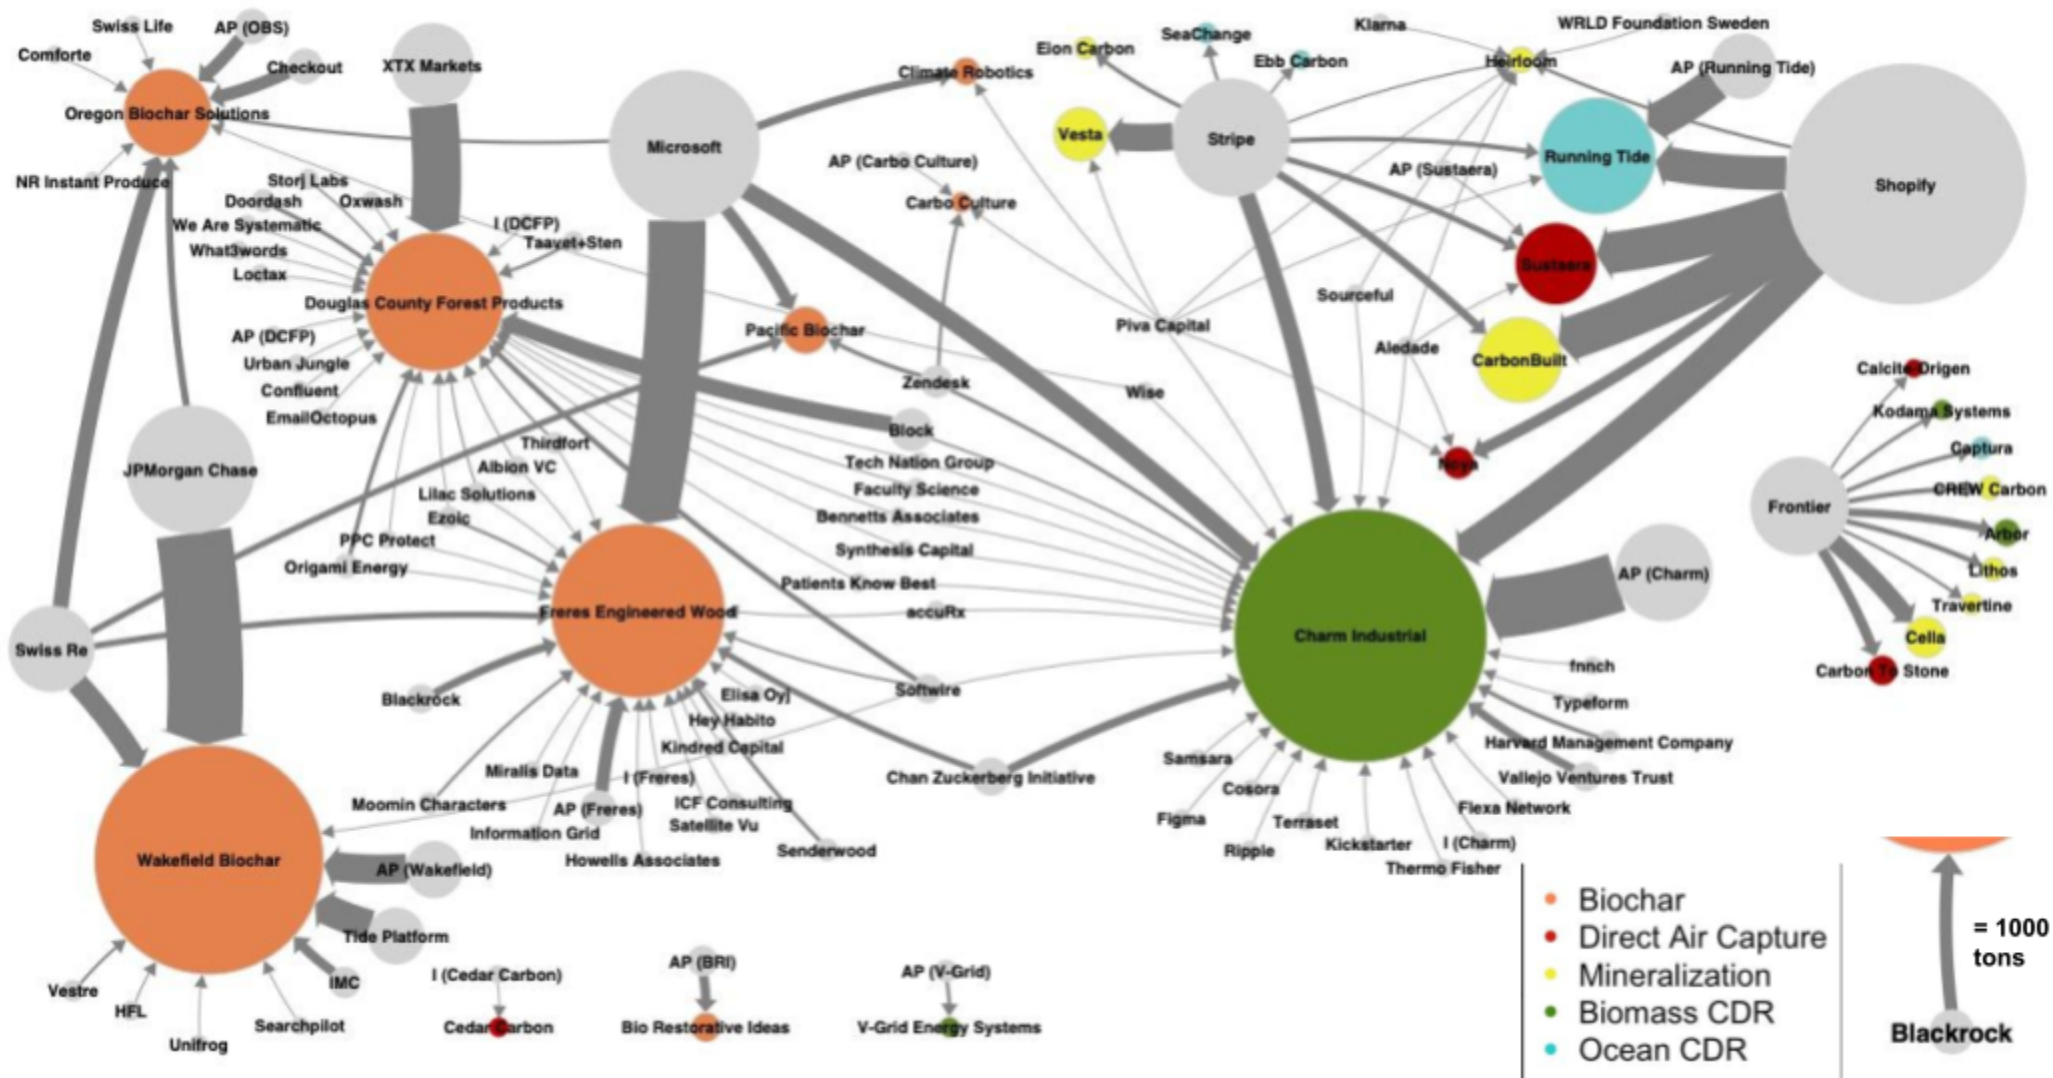 Swiss Life
AP (OBS)
Comforte
Checkout
XTX Markets
Oregon Biochar Solutions
NR Instant Produce
Storj Labs
Doordash
Oxwash
We Are Systematic
What3words
Loctax
I (DCFP)
Taavet+Sten
Douglas County Forest Products
AP (DCFP)
Urban Jungle
Confluent
EmailOctopus
Microsoft
Climate Robotics
AP (Carbo Culture)
Carbo Culture
Pacific Biochar
Zendesk
Block
Eion Carbon
SeaChange
Ebb Carbon
Vesta
Stripe
Klarna
WRLD Foundation Sweden
Heirloom
AP (Running Tide)
Running Tide
AP (Sustaera)
Sustaera
Shopify
Sourceful
Piva Capital
Aledade
CarbonBuilt
Wise
Noya
JPMorgan Chase
Thirdfort
Albion VC
Lilac Solutions
Ezoic
PPC Protect
Origami Energy
Tech Nation Group
Faculty Science
Bennetts Associates
Synthesis Capital
Patients Know Best
accuRx
Calcite-Origen
Kodama Systems
Captura
CREW Carbon
Frontier
Arbor
Lithos
Travertine
Cella
Carbon To Stone
Swiss Re
Freres Engineered Wood
Charm Industrial
AP (Charm)
Blackrock
Softwire
Elisa Oyj
Hey Habito
Kindred Capital
Miralis Data
I (Freres)
Moomin Characters
AP (Freres)
ICF Consulting
Information Grid
Satellite Vu
Howells Associates
Senderwood
Chan Zuckerberg Initiative
fnnch
Typeform
Harvard Management Company
Vallejo Ventures Trust
Samsara
Cosora
Flexa Network
Figma
Terraset
Ripple
Kickstarter
I (Charm)
Thermo Fisher
Wakefield Biochar
AP (Wakefield)
Tide Platform
IMC
Vestre
HFL
Unifrog
Searchpilot
I (Cedar Carbon)
Cedar Carbon
AP (BRI)
Bio Restorative Ideas
AP (V-Grid)
V-Grid Energy Systems
Biochar
Direct Air Capture
Mineralization
Biomass CDR
Ocean CDR
= 1000
tons
Blackrock